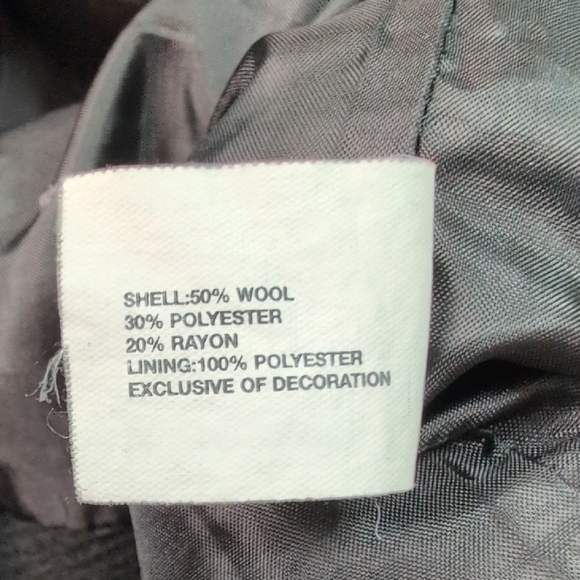 SHELL:50% WOOL
30% POLYESTER
20% RAYON
LINING:100% POLYESTER
EXCLUSIVE OF DECORATION